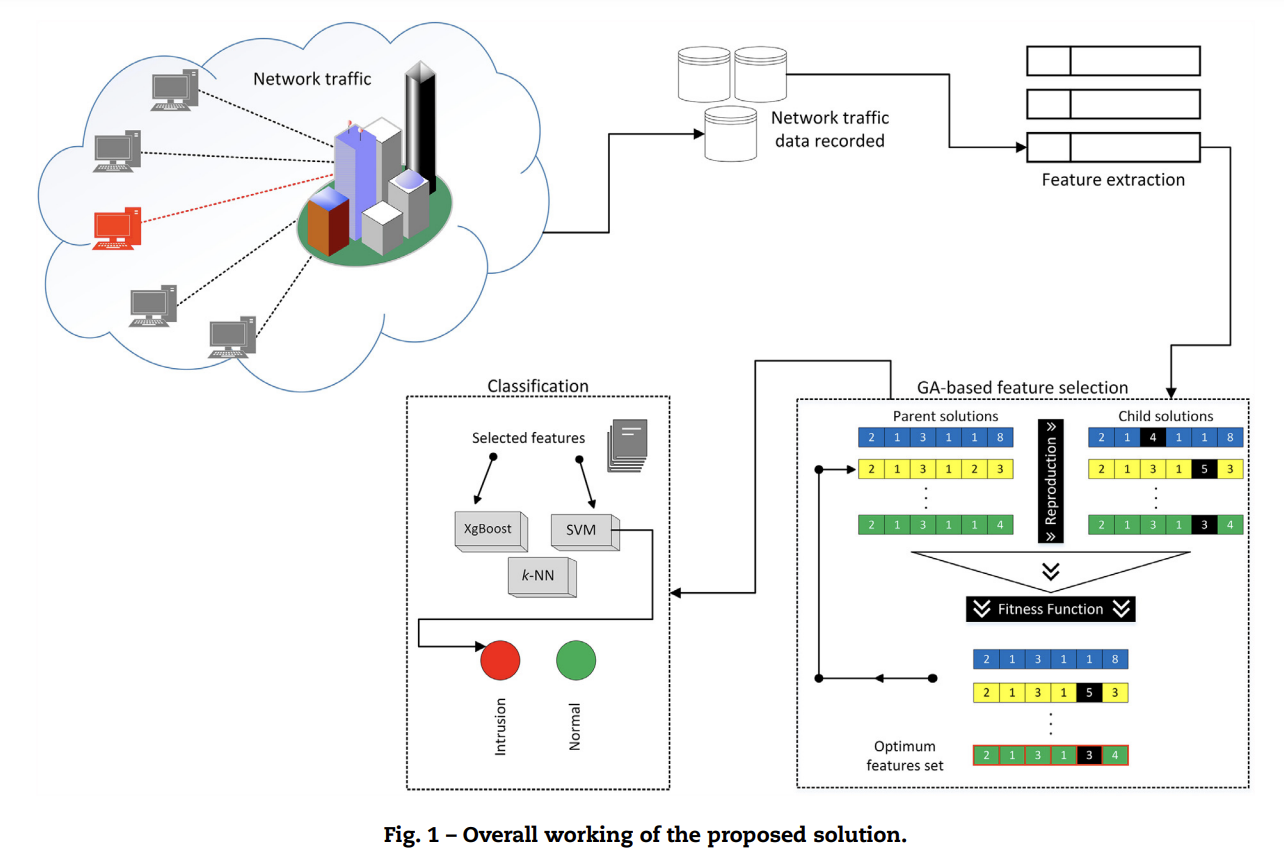 Network traffic
Network traffic
data recorded
Feature extraction
Classification
Selected features
XgBoost
SVM
k-NN
Intrusion
Normal
GA-based feature selection
Parent solutions
2 1 3 1 1 8
2 1 3 1 2 3
2 1 3 1 1 4
Reproduction
Child solutions
2 1 4 1 1 8
2 1 3 1 5 3
2 1 3 1 3 4
Fitness Function
2 1 3 1 1 8
2 1 3 1 5 3
Optimum
features set
2 1 3 1 3 4
Fig. 1 – Overall working of the proposed solution.